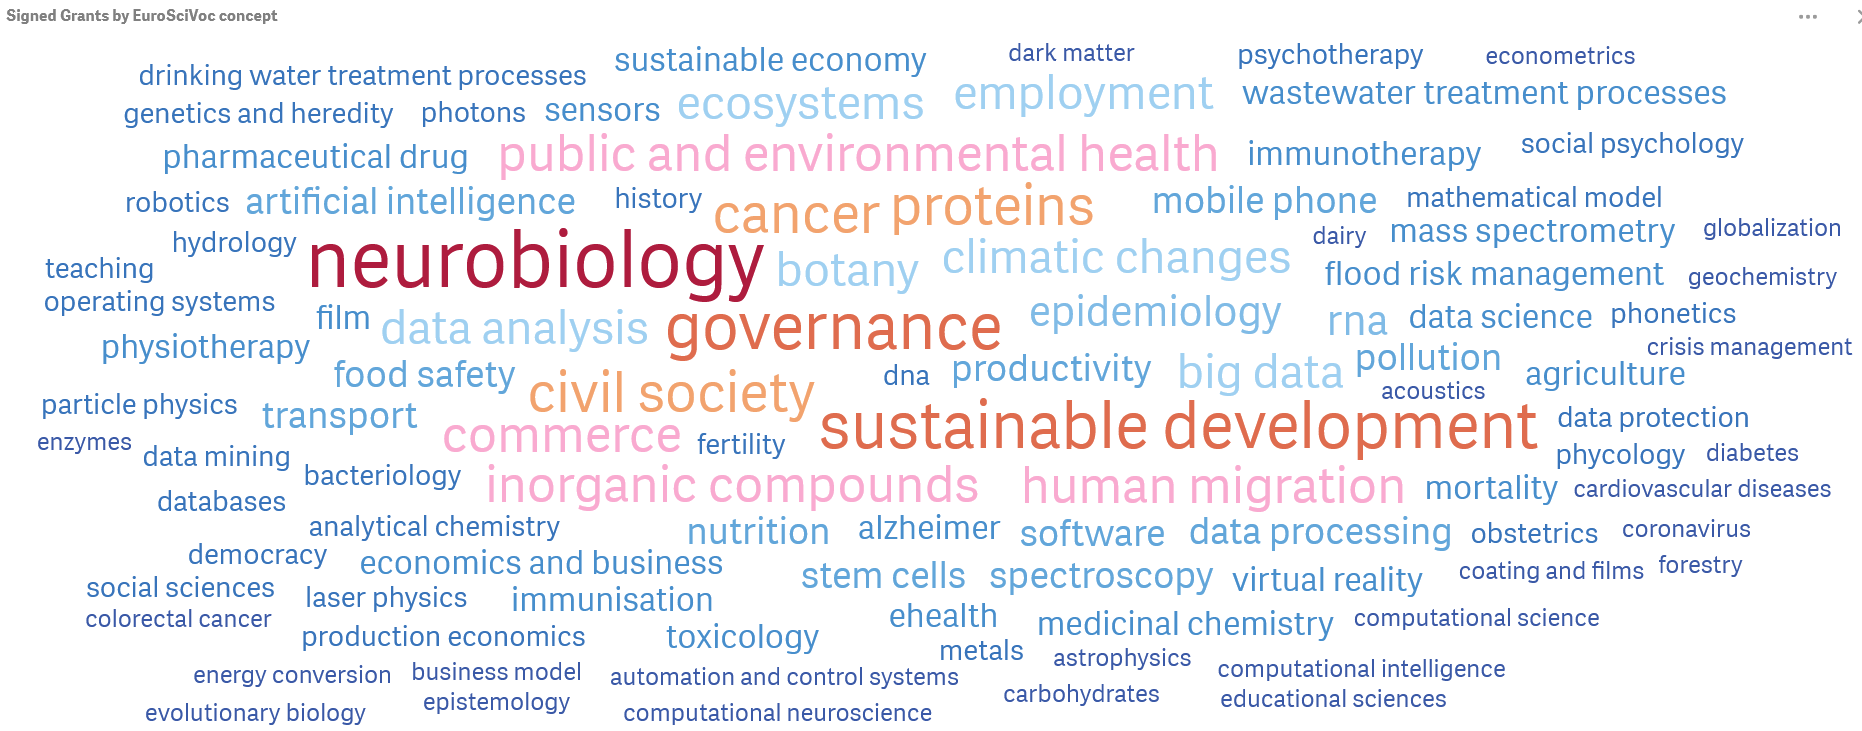 Signed Grants by EuroSciVoc concept
dark matter
psychotherapy
econometrics
sustainable economy
drinking water treatment processes
employment
wastewater treatment processes
ecosystems
sensors
photons
genetics and heredity
social psychology
public and environmental health
immunotherapy
pharmaceutical drug
history
mathematical model
mobile phone
artificial intelligence
robotics
proteins
cancer
globalization
mass spectrometry
dairy
hydrology
neurobiology
climatic changes
botany
teaching
flood risk management
geochemistry
operating systems
film
data analysis
governance
epidemiology
rna
data science
phonetics
physiotherapy
crisis management
food safety
dna
productivity
big data
pollution
agriculture
acoustics
civil society
particle physics
transport
sustainable development
data protection
commerce
fertility
enzymes
data mining
phycology
diabetes
bacteriology
inorganic compounds
human migration
mortality
cardiovascular diseases
databases
analytical chemistry
nutrition
alzheimer
software
data processing
obstetrics
coronavirus
democracy
economics and business
stem cells
spectroscopy
virtual reality
coating and films
forestry
social sciences
laser physics
immunisation
colorectal cancer
ehealth
medicinal chemistry
computational science
production economics
toxicology
metals
astrophysics
energy conversion
business model
automation and control systems
computational intelligence
carbohydrates
educational sciences
epistemology
evolutionary biology
computational neuroscience